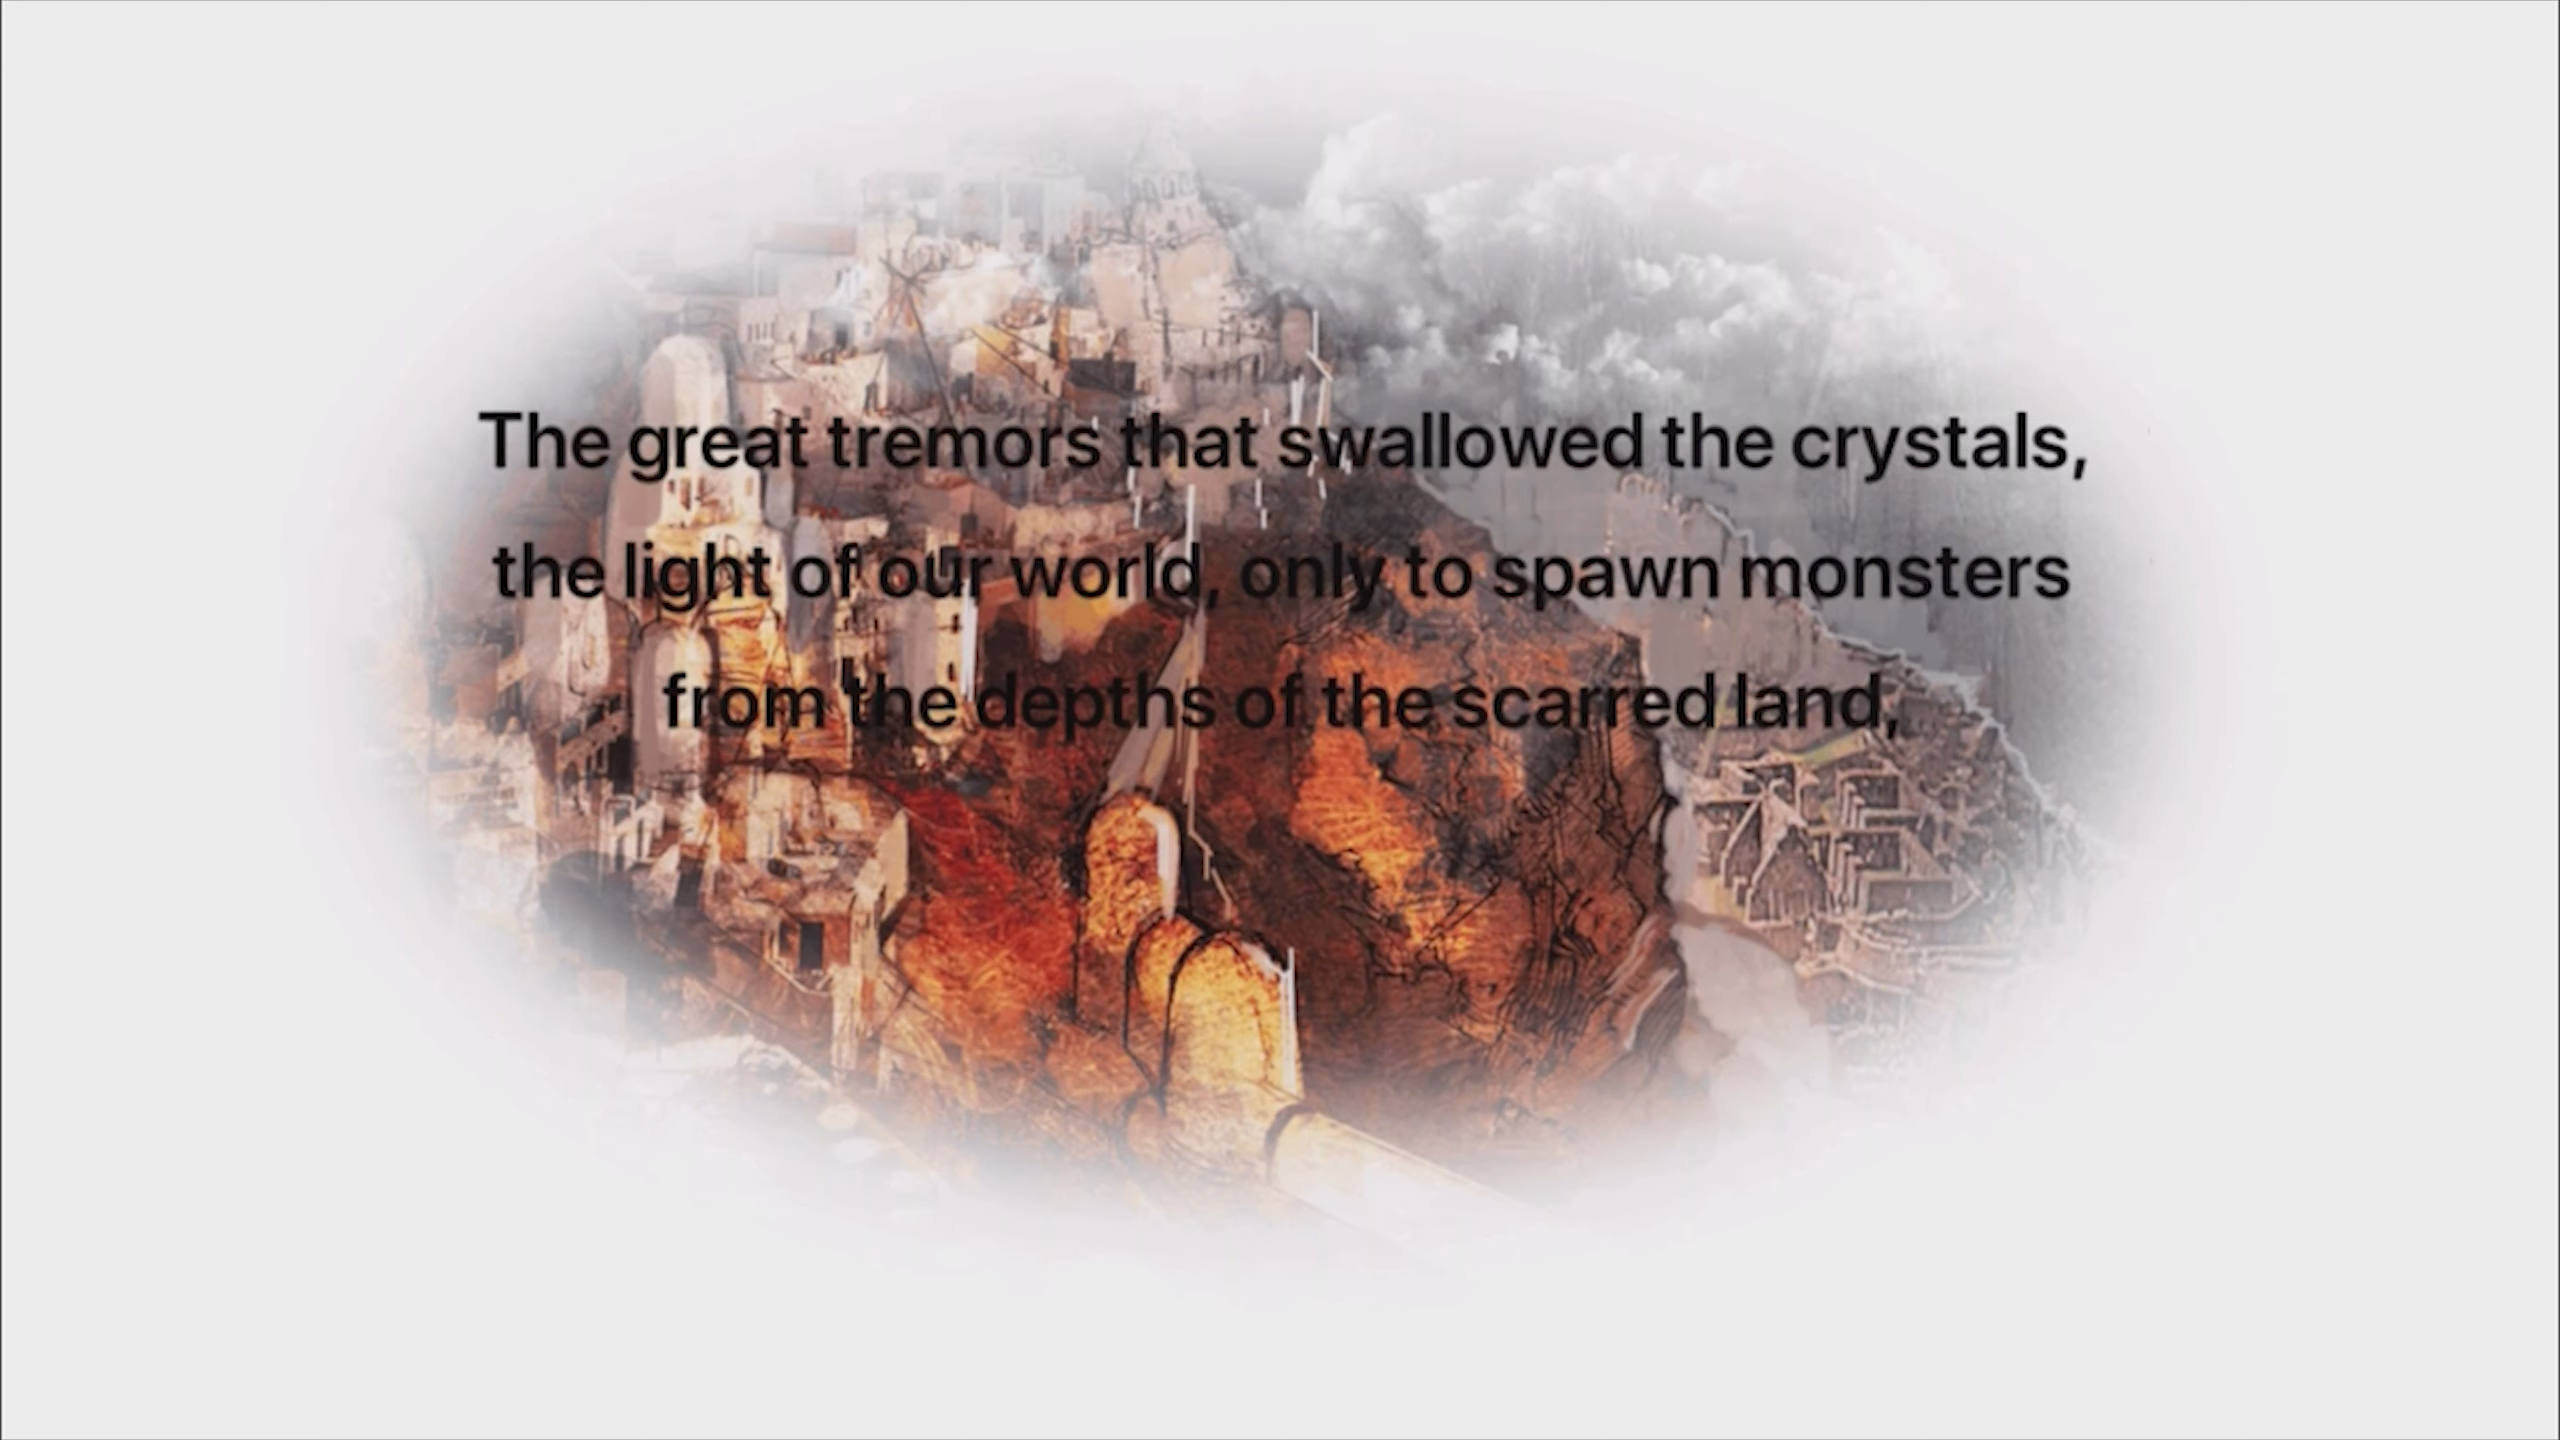 The great tremors that swallowed the crystals,
the light of our world, only to spawn monsters
from the depths of the scarred land,